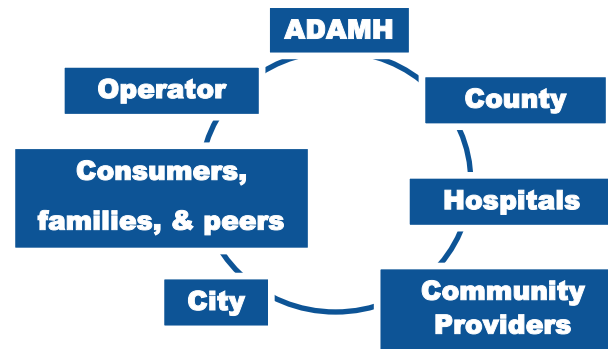 ADAMH
Operator
County
Consumers,
families, & peers
Hospitals
City
Community
Providers